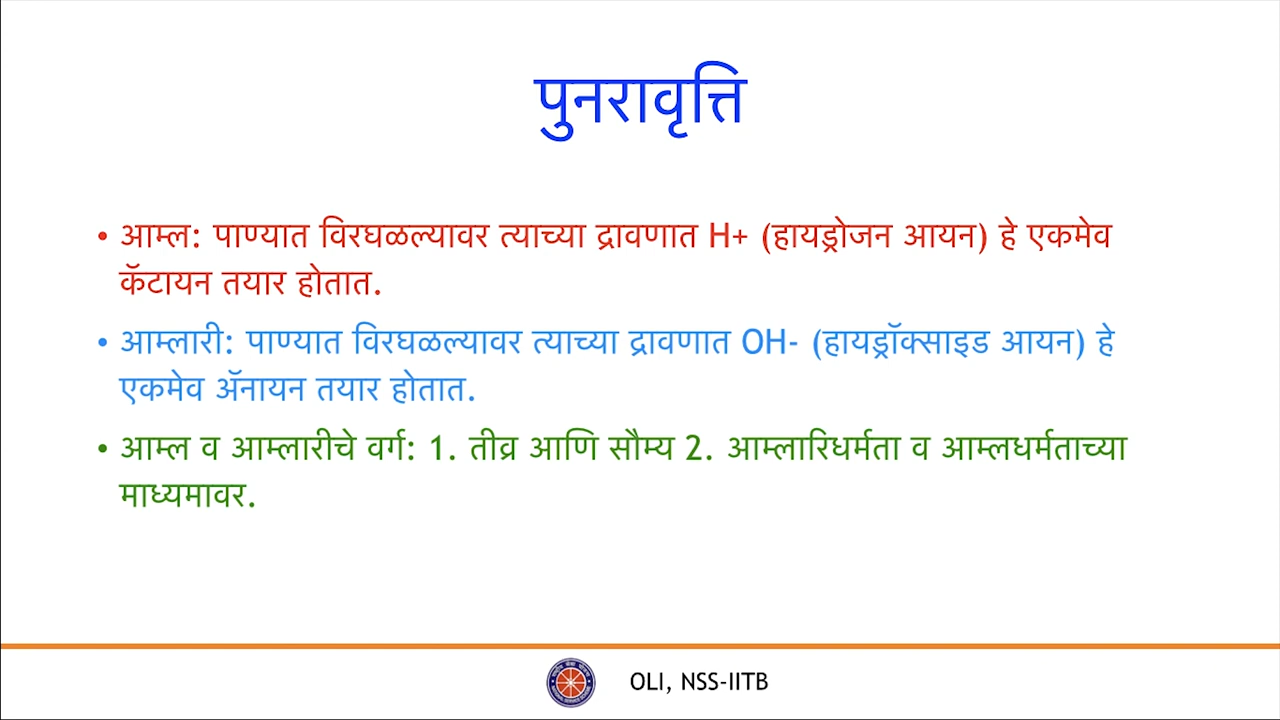 पुनरावृत्ति
• आम्ल: पाण्यात विरघळल्यावर त्याच्या द्रावणात H+ (हायड्रोजन आयन) हे एकमेव
कॅटायन तयार होतात.
• आम्लारी: पाण्यात विरघळल्यावर त्याच्या द्रावणात OH- (हायड्रॉक्साइड आयन) हे
एकमेव ॲनायन तयार होतात.
• आम्ल व आम्लारीचे वर्ग: 1. तीव्र आणि सौम्य 2. आम्लारिधर्मता व आम्लधर्मताच्या
माध्यमावर.
OLI, NSS-IITB